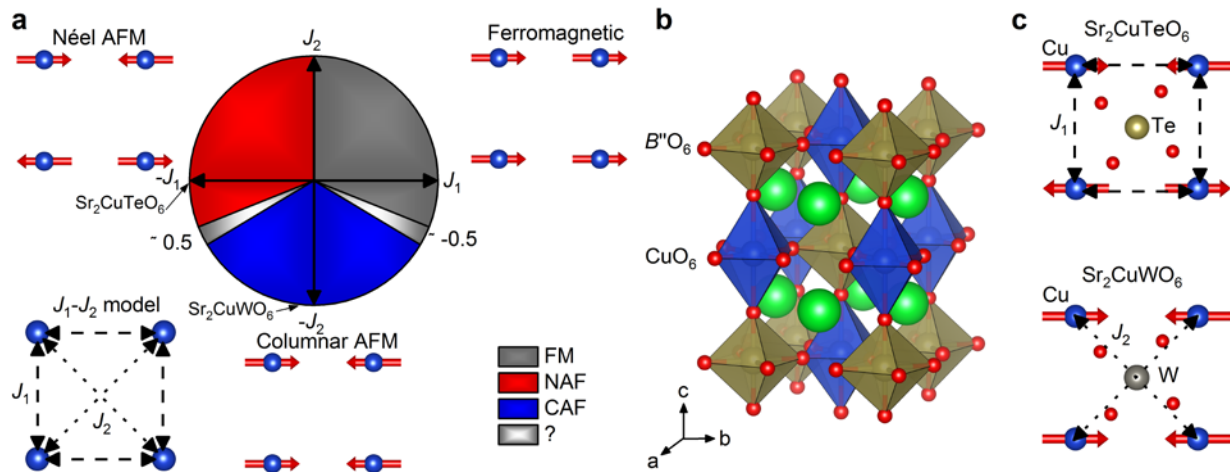 a
Néel AFM
J₂
Ferromagnetic
-J₁
J₁
Sr₂CuTeO₆
~ 0.5
~ -0.5
J₁-J₂ model
Sr₂CuWO₆
-J₂
Columnar AFM
J₁
J₂
FM
NAF
CAF
?
b
B"O₆
CuO₆
c
a
b
c
Sr₂CuTeO₆
Cu
J₁
Te
Sr₂CuWO₆
Cu
J₂
W